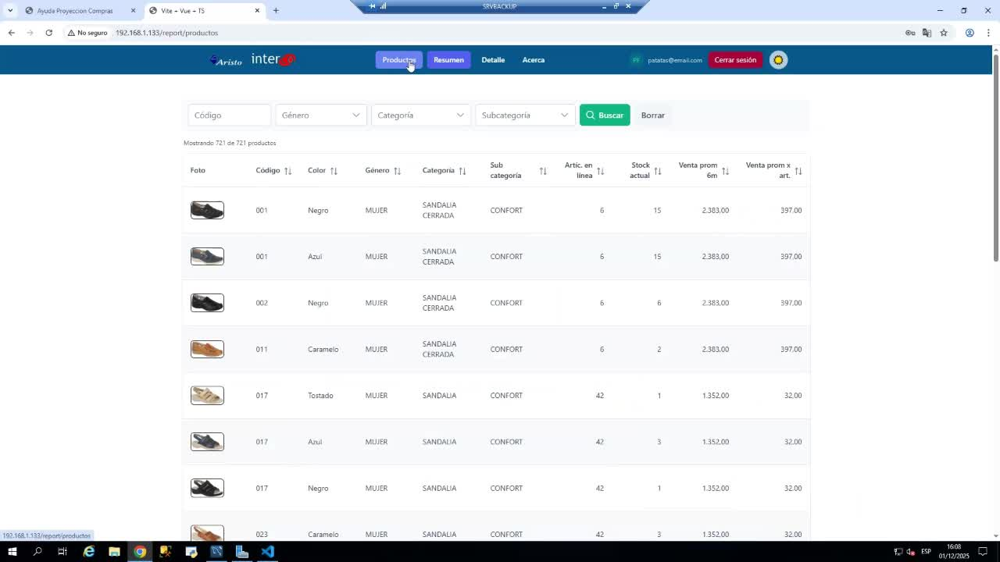 SRVBACKUP
Ayuda Proyeccion Compras
Vite + Vue + TS
No seguro
192.168.1.133/report/productos
Aristo
inter
Productos
Resumen
Detalle
Acerca
PE
patatas@email.com
Cerrar sesión
Código
Género
Categoría
Subcategoría
Buscar
Borrar
Mostrando 721 de 721 productos
Foto Código Color Género Categoría Sub categoría Artíc. en línea Stock actual Venta prom 6m Venta prom x art.
001 Negro MUJER SANDALIA CERRADA CONFORT 6 15 2.383,00 397,00
001 Azul MUJER SANDALIA CERRADA CONFORT 6 15 2.383,00 397,00
002 Negro MUJER SANDALIA CERRADA CONFORT 6 6 2.383,00 397,00
011 Caramelo MUJER SANDALIA CERRADA CONFORT 6 2 2.383,00 397,00
017 Tostado MUJER SANDALIA CONFORT 42 1 1.352,00 32,00
017 Azul MUJER SANDALIA CONFORT 42 3 1.352,00 32,00
017 Negro MUJER SANDALIA CONFORT 42 1 1.352,00 32,00
023 Caramelo MUJER SANDALIA CONFORT 42 3 1.352,00 32,00
192.168.1.133/report/productos
ESP
16:08
01/12/2025